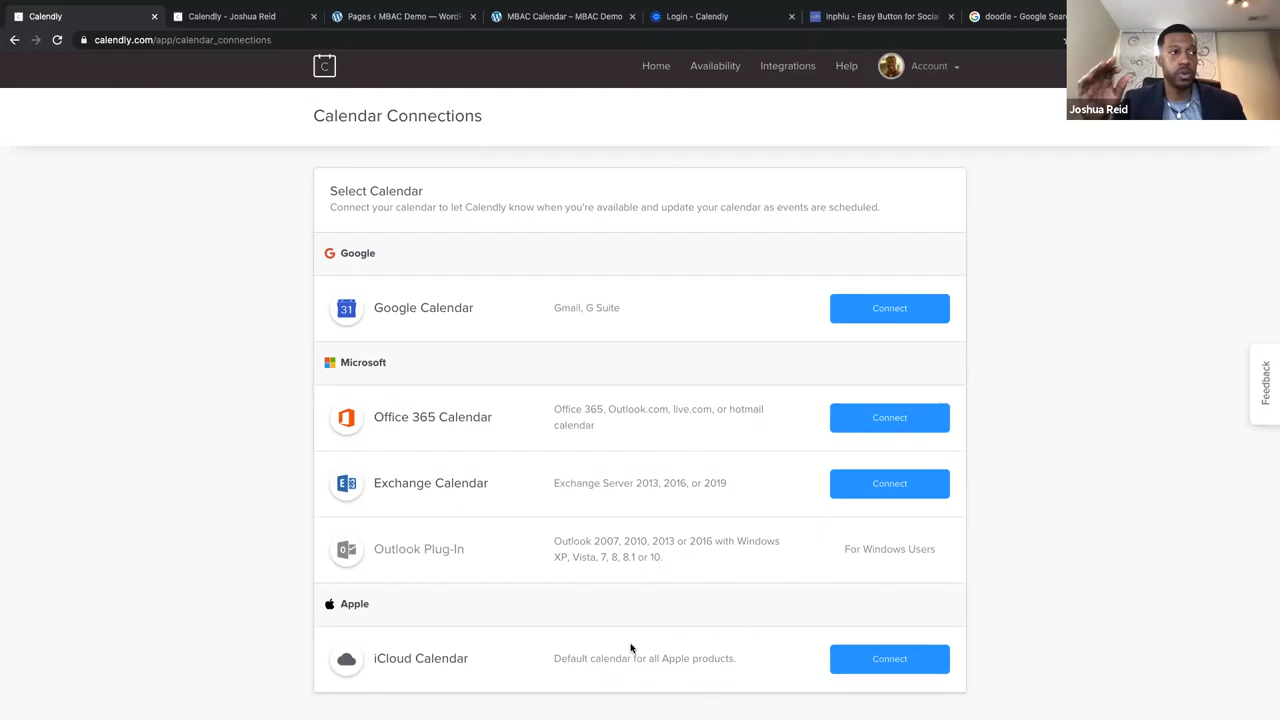 Calendly
Calendly - Joshua Reid
Pages ‹ MBAC Demo — WordP
MBAC Calendar – MBAC Demo
Login - Calendly
Inphlu - Easy Button for Social
doodle - Google Sear
calendly.com/app/calendar_connections
C
Home
Availability
Integrations
Help
Account
Joshua Reid
Calendar Connections
Select Calendar
Connect your calendar to let Calendly know when you're available and update your calendar as events are scheduled.
Google
31
Google Calendar
Gmail, G Suite
Connect
Microsoft
Office 365 Calendar
Office 365, Outlook.com, live.com, or hotmail
calendar
Connect
Exchange Calendar
Exchange Server 2013, 2016, or 2019
Connect
Outlook Plug-In
Outlook 2007, 2010, 2013 or 2016 with Windows
XP, Vista, 7, 8, 8.1 or 10.
For Windows Users
Apple
iCloud Calendar
Default calendar for all Apple products.
Connect
Feedback